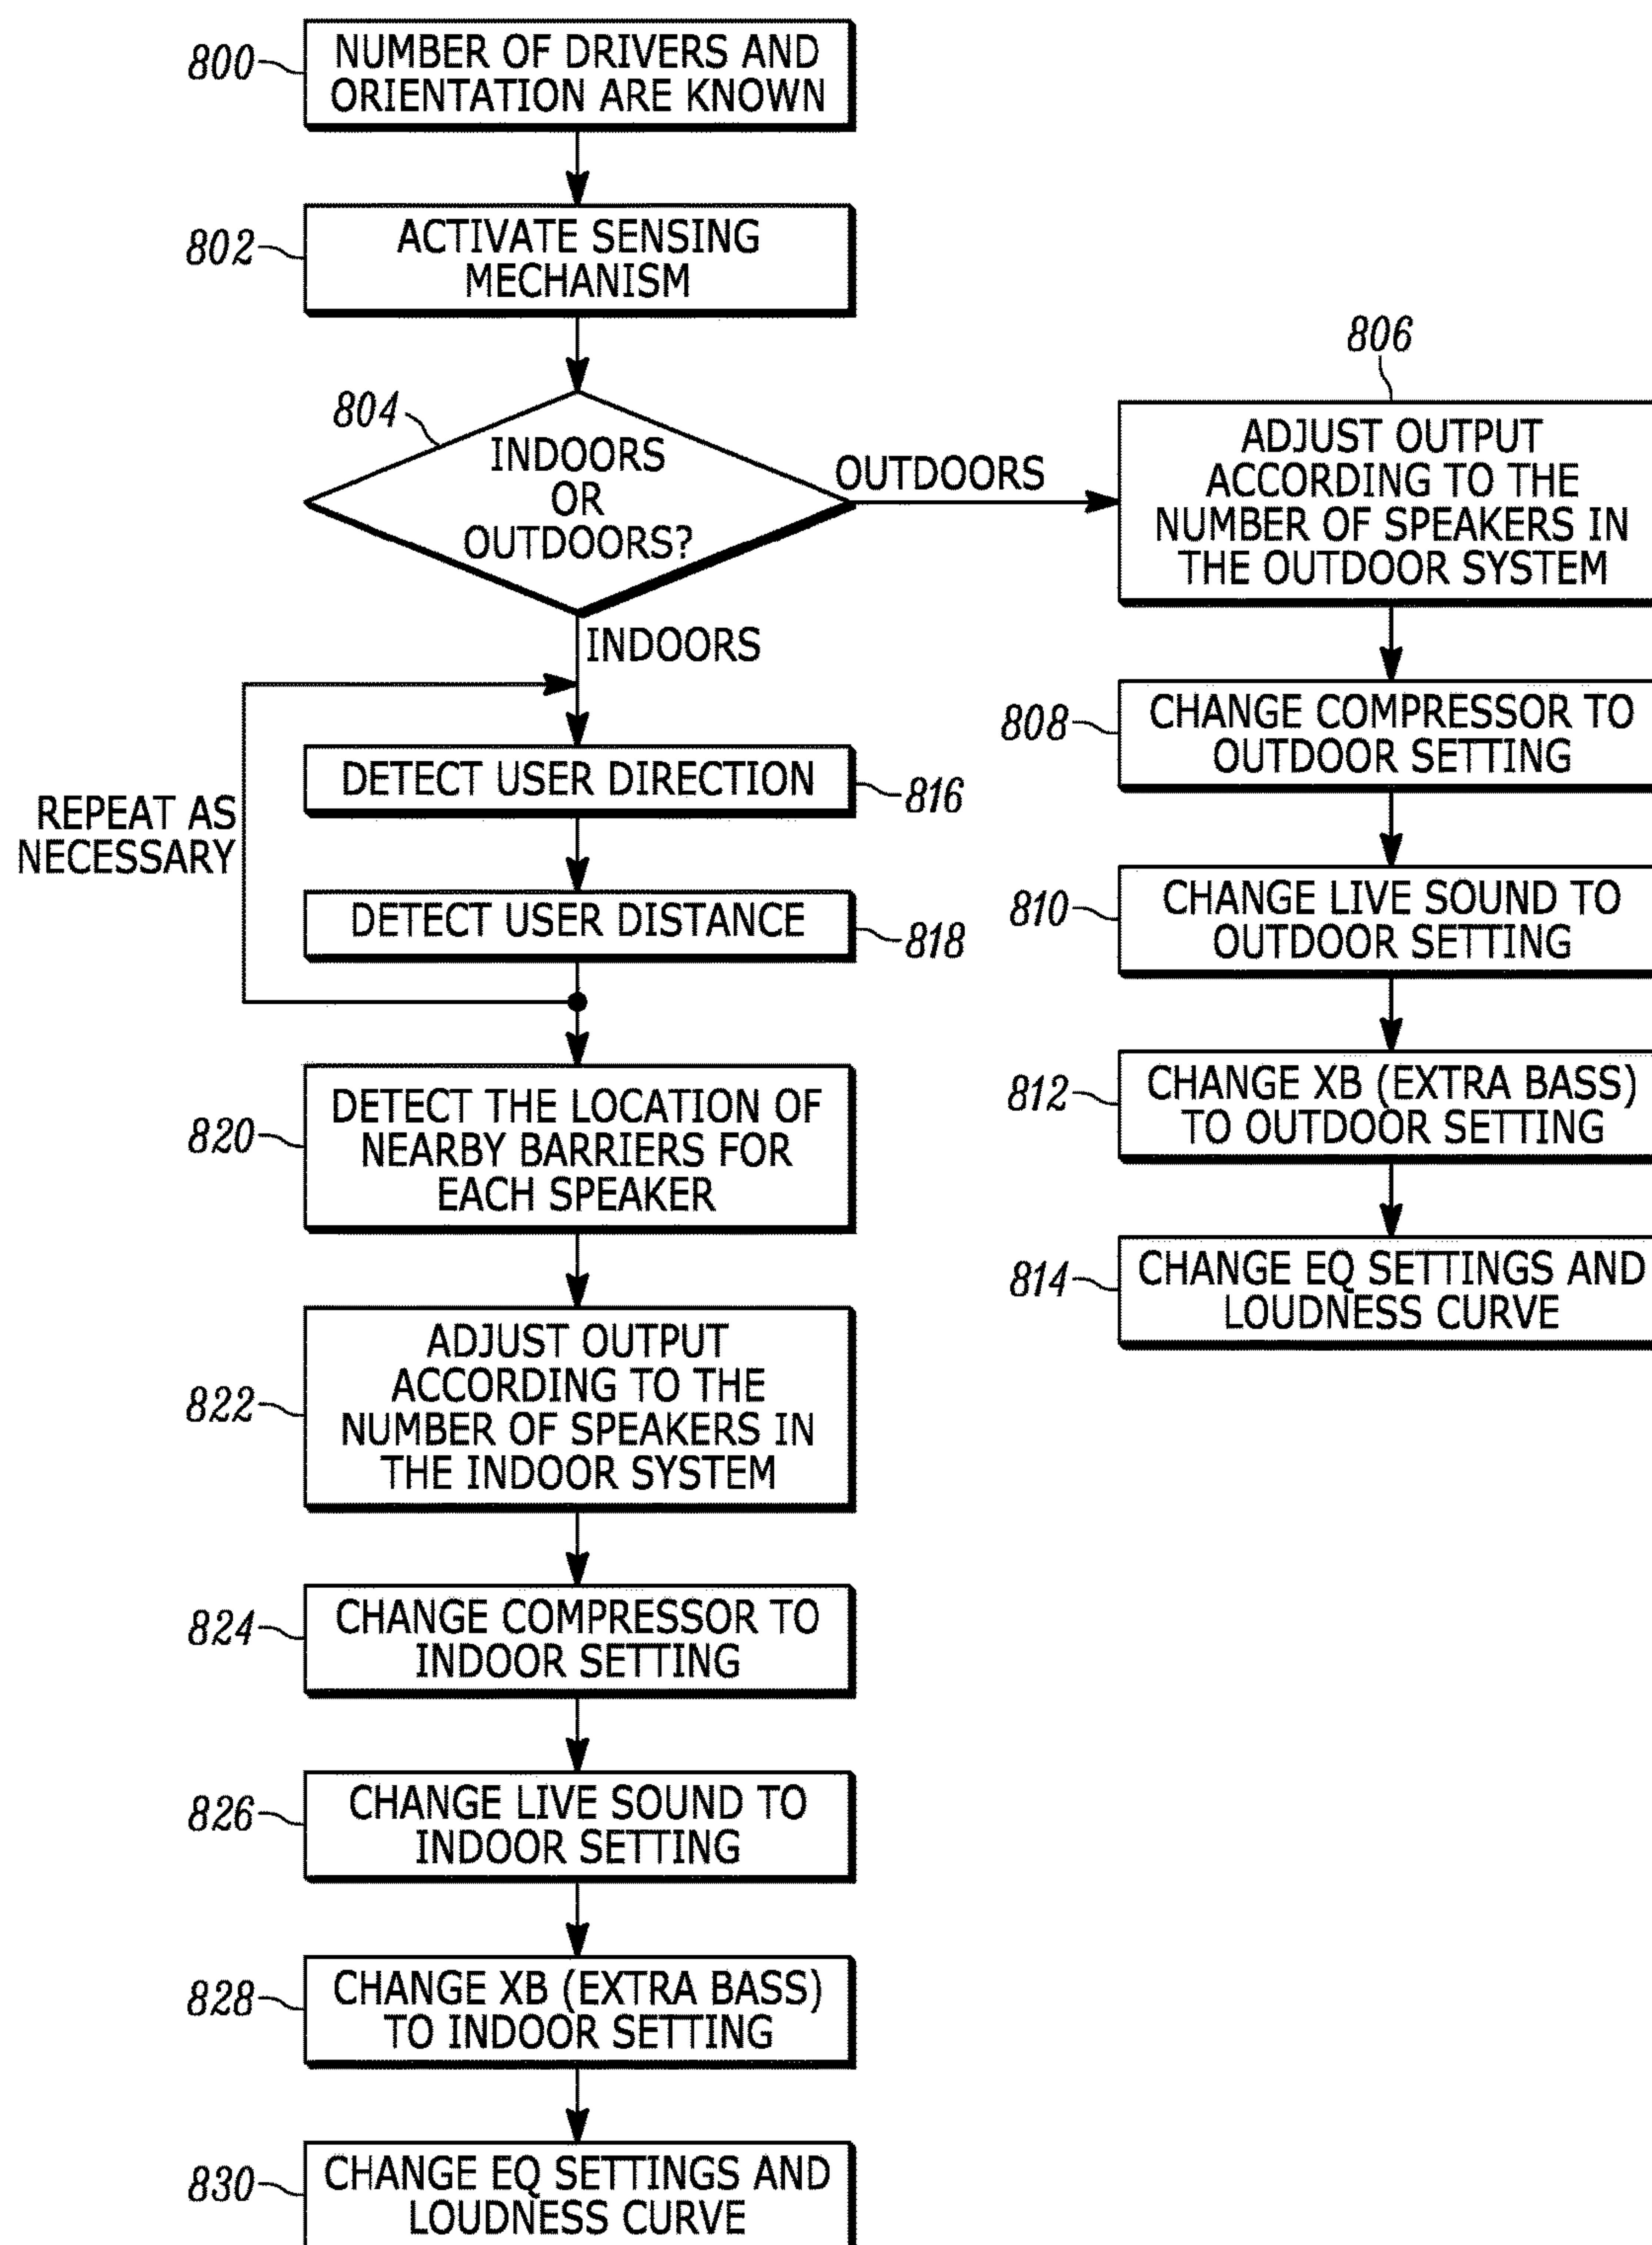 800
NUMBER OF DRIVERS AND
ORIENTATION ARE KNOWN
802
ACTIVATE SENSING
MECHANISM
804
INDOORS
OR
OUTDOORS?
OUTDOORS
INDOORS
806
ADJUST OUTPUT
ACCORDING TO THE
NUMBER OF SPEAKERS IN
THE OUTDOOR SYSTEM
808
CHANGE COMPRESSOR TO
OUTDOOR SETTING
810
CHANGE LIVE SOUND TO
OUTDOOR SETTING
812
CHANGE XB (EXTRA BASS)
TO OUTDOOR SETTING
814
CHANGE EQ SETTINGS AND
LOUDNESS CURVE
REPEAT AS
NECESSARY
DETECT USER DIRECTION
816
DETECT USER DISTANCE
818
820
DETECT THE LOCATION OF
NEARBY BARRIERS FOR
EACH SPEAKER
822
ADJUST OUTPUT
ACCORDING TO THE
NUMBER OF SPEAKERS IN
THE INDOOR SYSTEM
824
CHANGE COMPRESSOR TO
INDOOR SETTING
826
CHANGE LIVE SOUND TO
INDOOR SETTING
828
CHANGE XB (EXTRA BASS)
TO INDOOR SETTING
830
CHANGE EQ SETTINGS AND
LOUDNESS CURVE